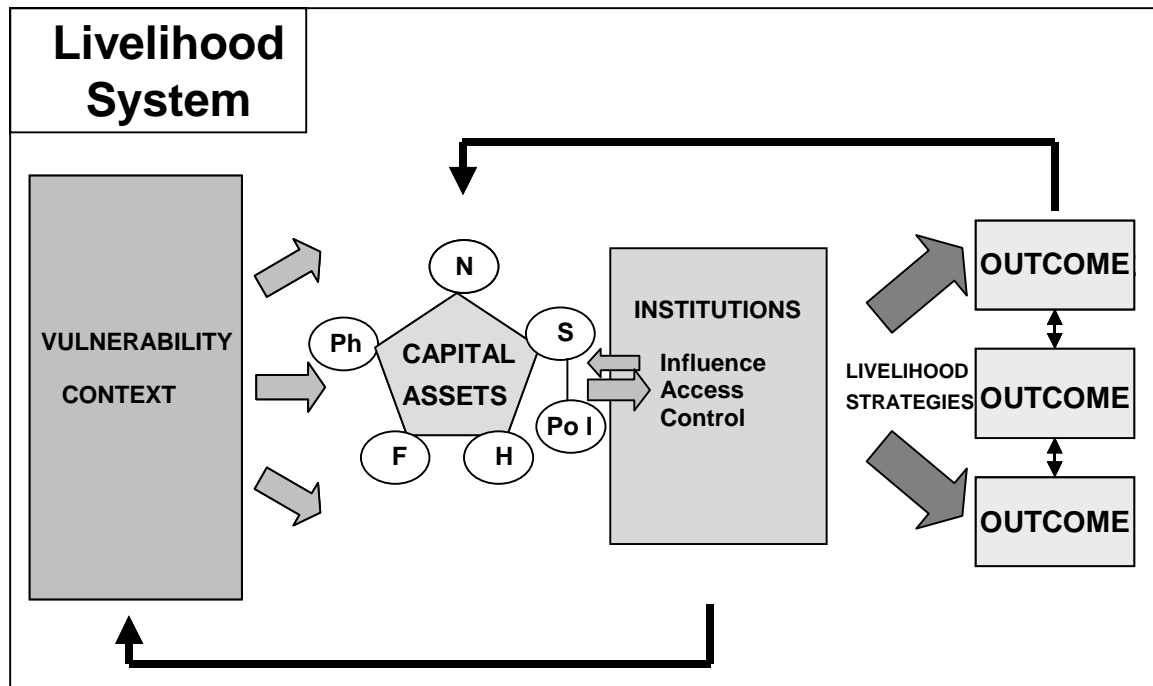 Livelihood
System
VULNERABILITY
CONTEXT
N
Ph
CAPITAL
ASSETS
S
Po l
F
H
INSTITUTIONS
Influence
Access
Control
LIVELIHOOD
STRATEGIES
OUTCOME
OUTCOME
OUTCOME